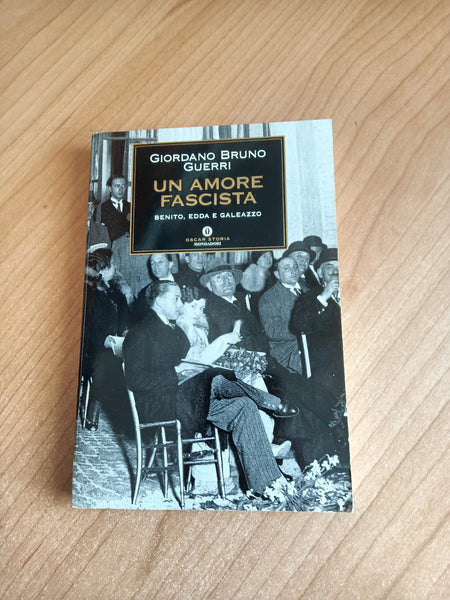 GIORDANO BRUNO
GUERRI
UN AMORE
FASCISTA
BENITO, EDDA E GALEAZZO
OSCAR STORIA
MONDADORI